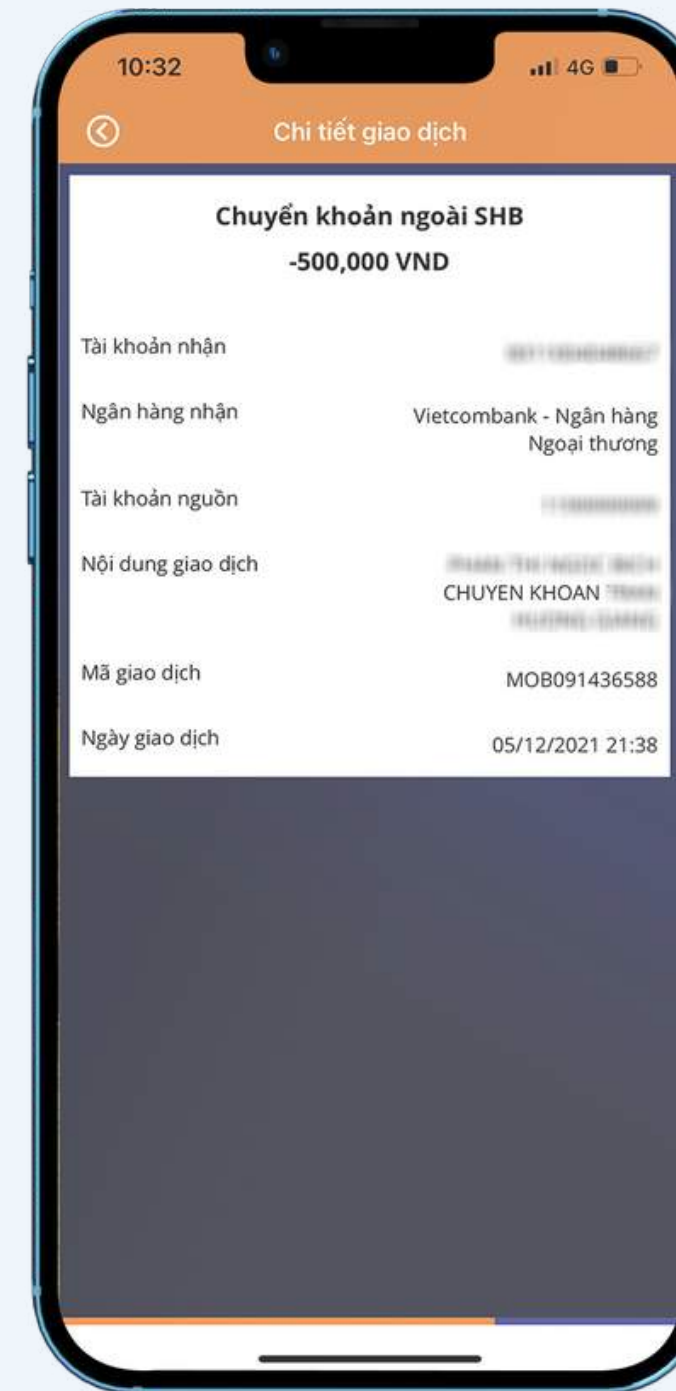 10:32
4G
Chi tiết giao dịch
Chuyển khoản ngoài SHB
-500,000 VND
Tài khoản nhận
Ngân hàng nhận
Vietcombank - Ngân hàng
Ngoại thương
Tài khoản nguồn
Nội dung giao dịch
CHUYEN KHOAN
Mã giao dịch
MOB091436588
Ngày giao dịch
05/12/2021 21:38